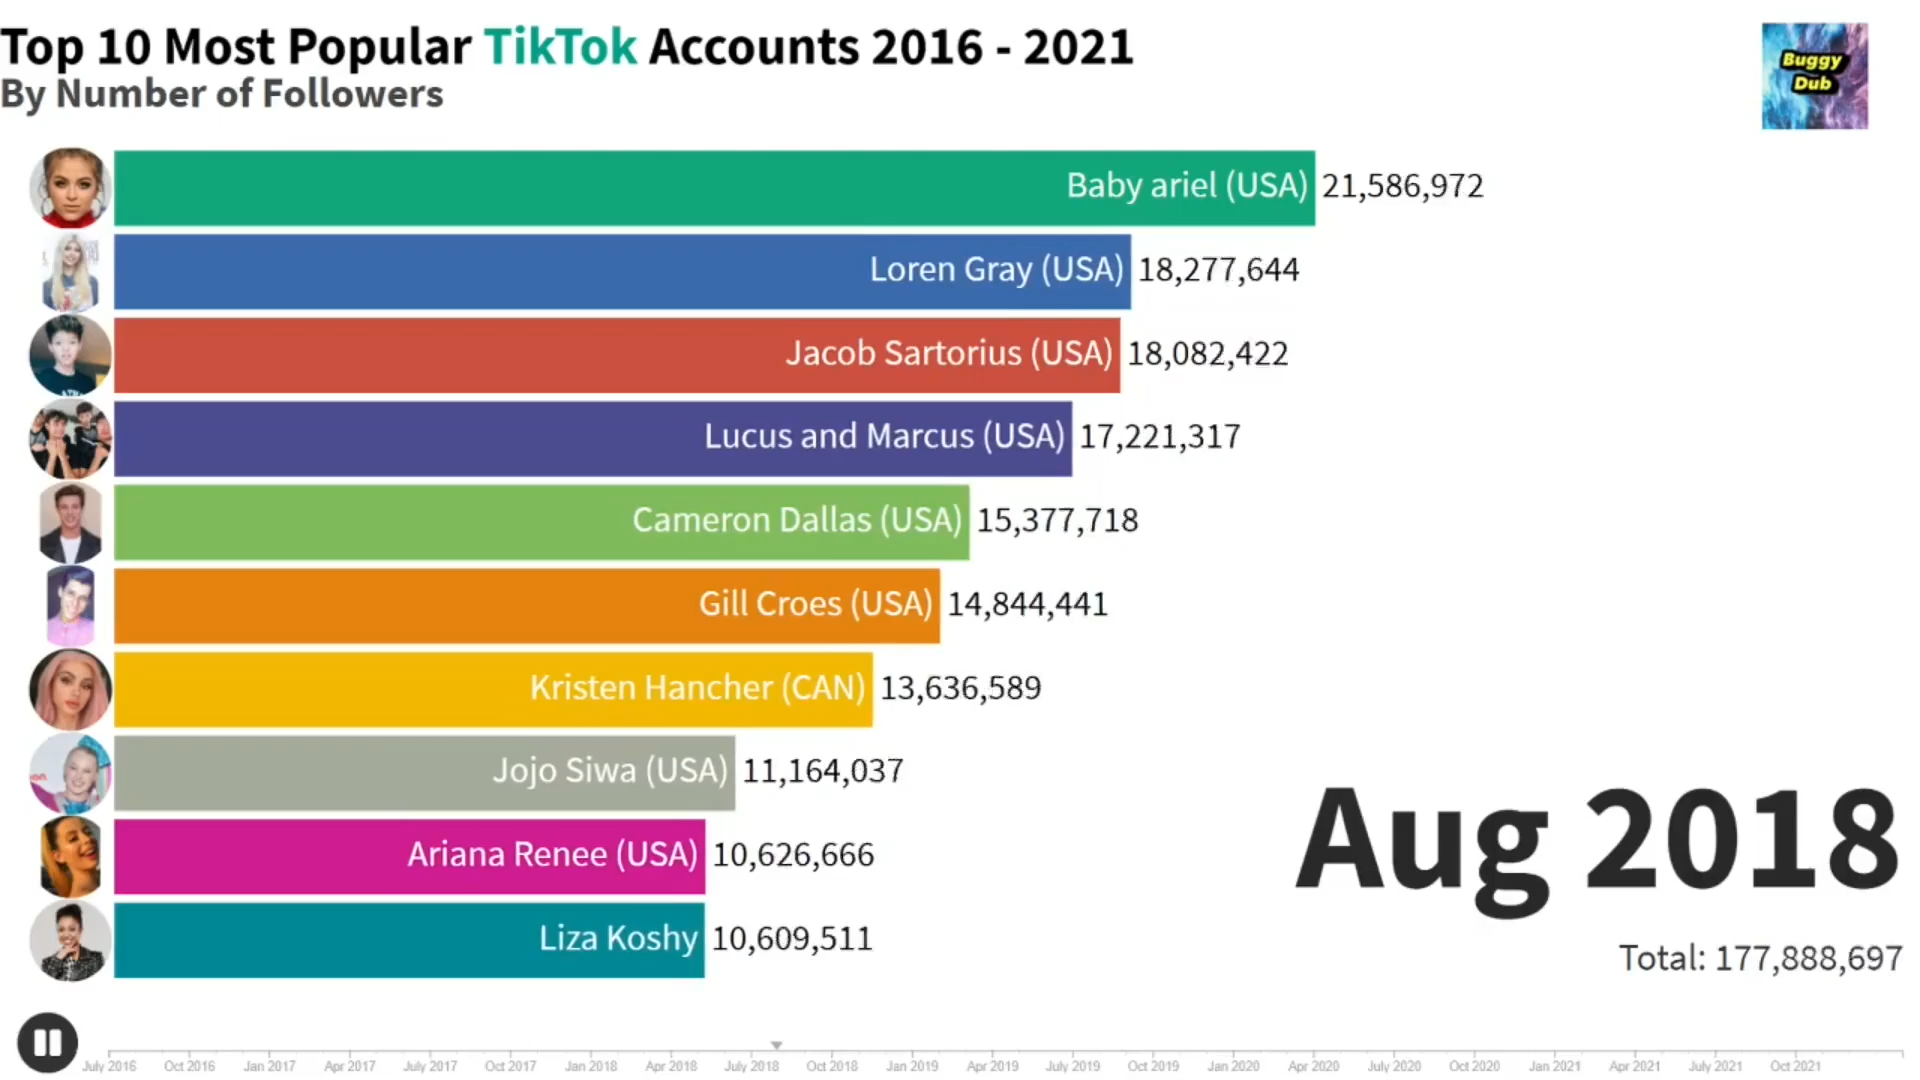 Top 10 Most Popular TikTok Accounts 2016 - 2021
By Number of Followers
Buggy
Dub
Baby ariel (USA) 21,586,972
Loren Gray (USA) 18,277,644
Jacob Sartorius (USA) 18,082,422
Lucus and Marcus (USA) 17,221,317
Cameron Dallas (USA) 15,377,718
Gill Croes (USA) 14,844,441
Kristen Hancher (CAN) 13,636,589
Jojo Siwa (USA) 11,164,037
Ariana Renee (USA) 10,626,666
Liza Koshy 10,609,511
Aug 2018
Total: 177,888,697
July 2016 Oct 2016 Jan 2017 Apr 2017 July 2017 Oct 2017 Jan 2018 Apr 2018 July 2018 Oct 2018 Jan 2019 Apr 2019 July 2019 Oct 2019 Jan 2020 Apr 2020 July 2020 Oct 2020 Jan 2021 Apr 2021 July 2021 Oct 2021